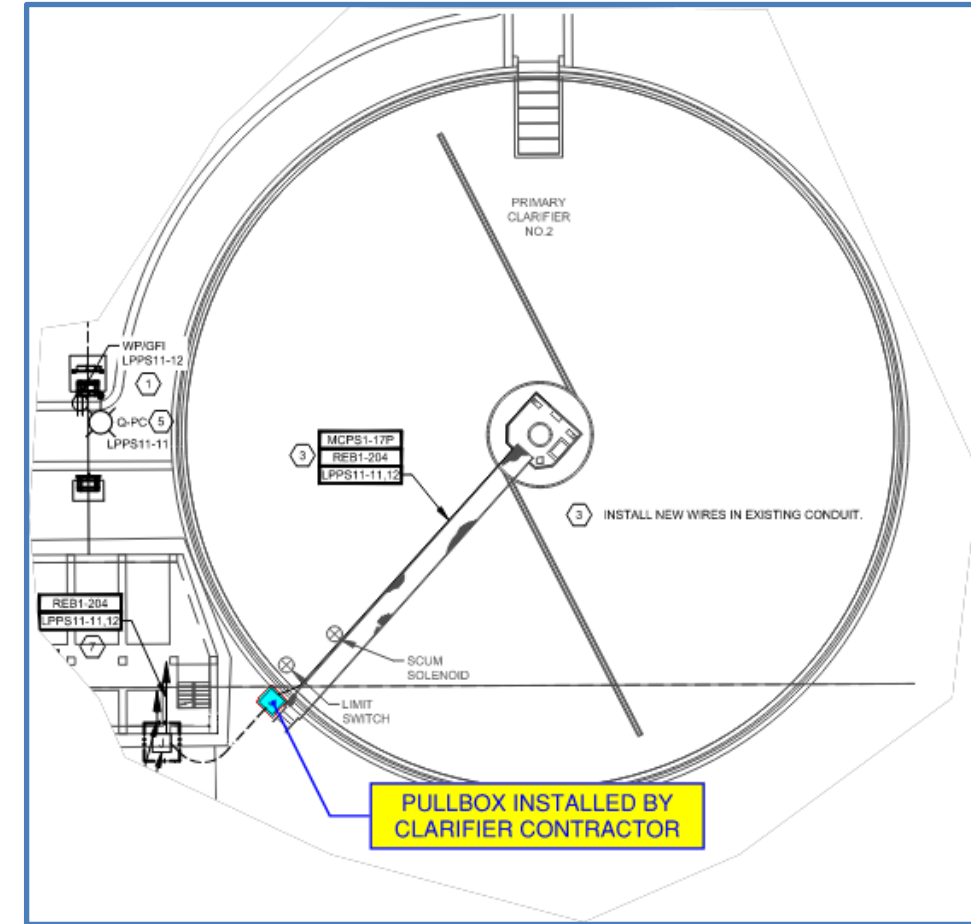 PRIMARY
CLARIFIER
NO.2
WP/GFI
LPPS11-12
1
Q-PC 5
LPPS11-11
3
MCPS1-17P
REB1-204
LPPS11-11,12
3 INSTALL NEW WIRES IN EXISTING CONDUIT.
REB1-204
LPPS11-11,12
7
SCUM
SOLENOID
LIMIT
SWITCH
J
PULLBOX INSTALLED BY
CLARIFIER CONTRACTOR